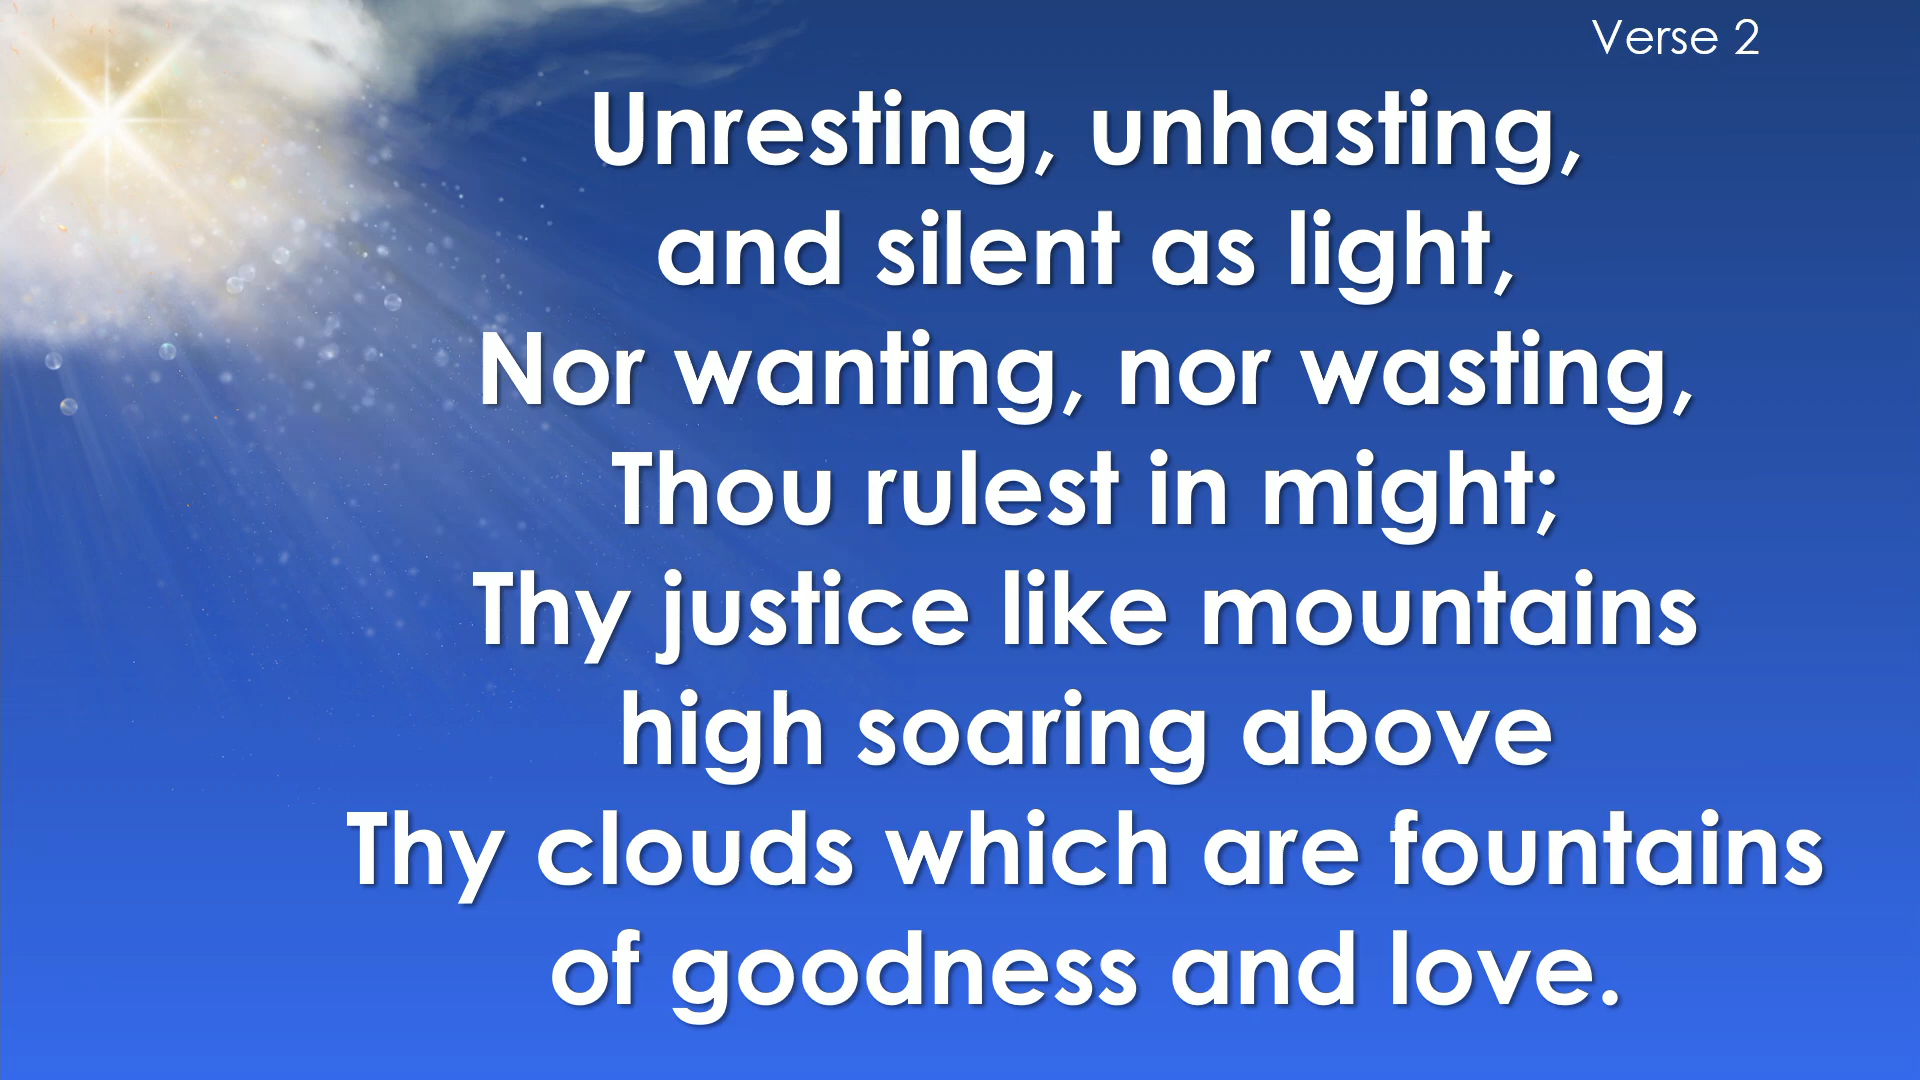 Verse 2
Unresting, unhasting,
and silent as light,
Nor wanting, nor wasting,
Thou rulest in might;
Thy justice like mountains
high soaring above
Thy clouds which are fountains
of goodness and love.